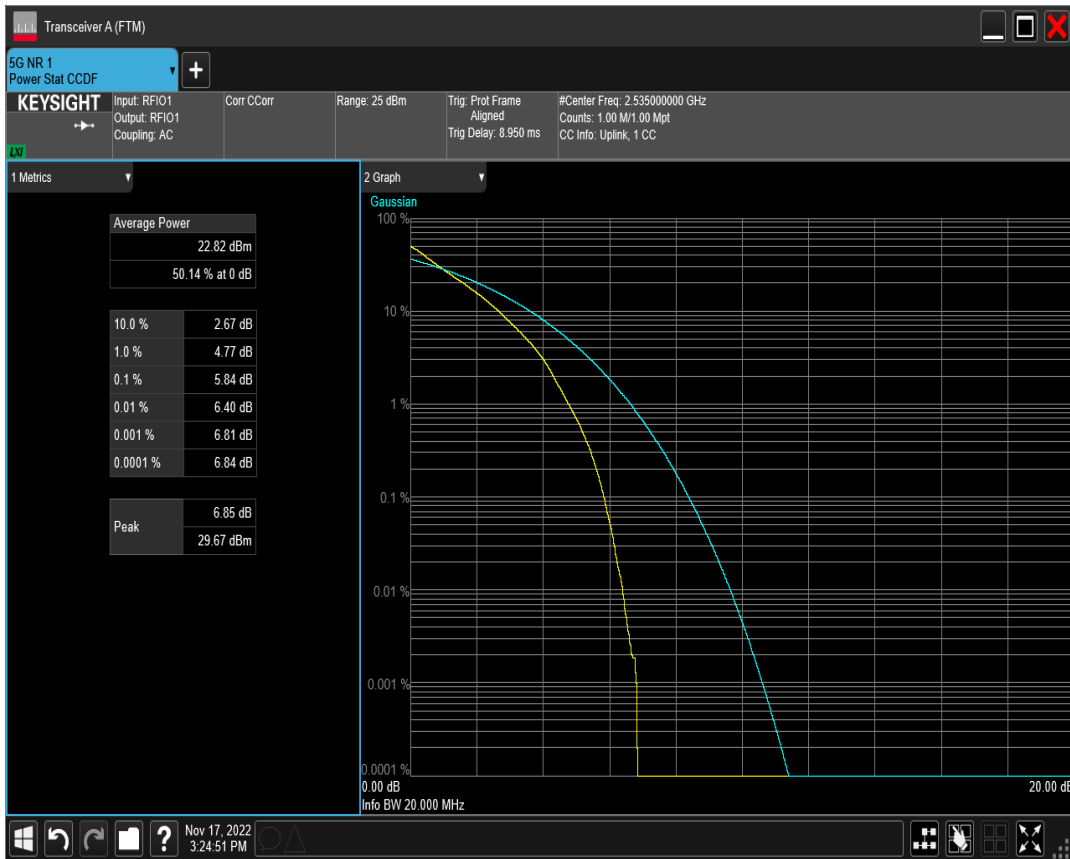 Transceiver A (FTM)
5G NR 1
Power Stat CCDF
+
KEYSIGHT
LXI
Input: RFIO1
Output: RFIO1
Coupling: AC
Corr CCorr
Range: 25 dBm
Trig: Prot Frame
Aligned
Trig Delay: 8.950 ms
#Center Freq: 2.535000000 GHz
Counts: 1.00 M/1.00 Mpt
CC Info: Uplink, 1 CC
1 Metrics
Average Power
22.82 dBm
50.14 % at 0 dB
10.0 % 2.67 dB
1.0 % 4.77 dB
0.1 % 5.84 dB
0.01 % 6.40 dB
0.001 % 6.81 dB
0.0001 % 6.84 dB
Peak 6.85 dB
29.67 dBm
2 Graph
Gaussian
100 %
10 %
1 %
0.1 %
0.01 %
0.001 %
0.0001 %
0.00 dB 20.00 dB
Info BW 20.000 MHz
?
Nov 17, 2022
3:24:51 PM